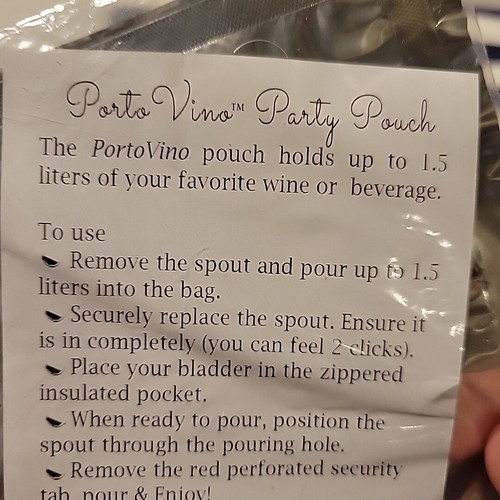 PortoVino™ Party Pouch
The PortoVino pouch holds up to 1.5
liters of your favorite wine or beverage.
To use
Remove the spout and pour up to 1.5
liters into the bag.
Securely replace the spout. Ensure it
is in completely (you can feel 2 clicks).
Place your bladder in the zippered
insulated pocket.
When ready to pour, position the
spout through the pouring hole.
Remove the red perforated security
tab, pour & Enjoy!